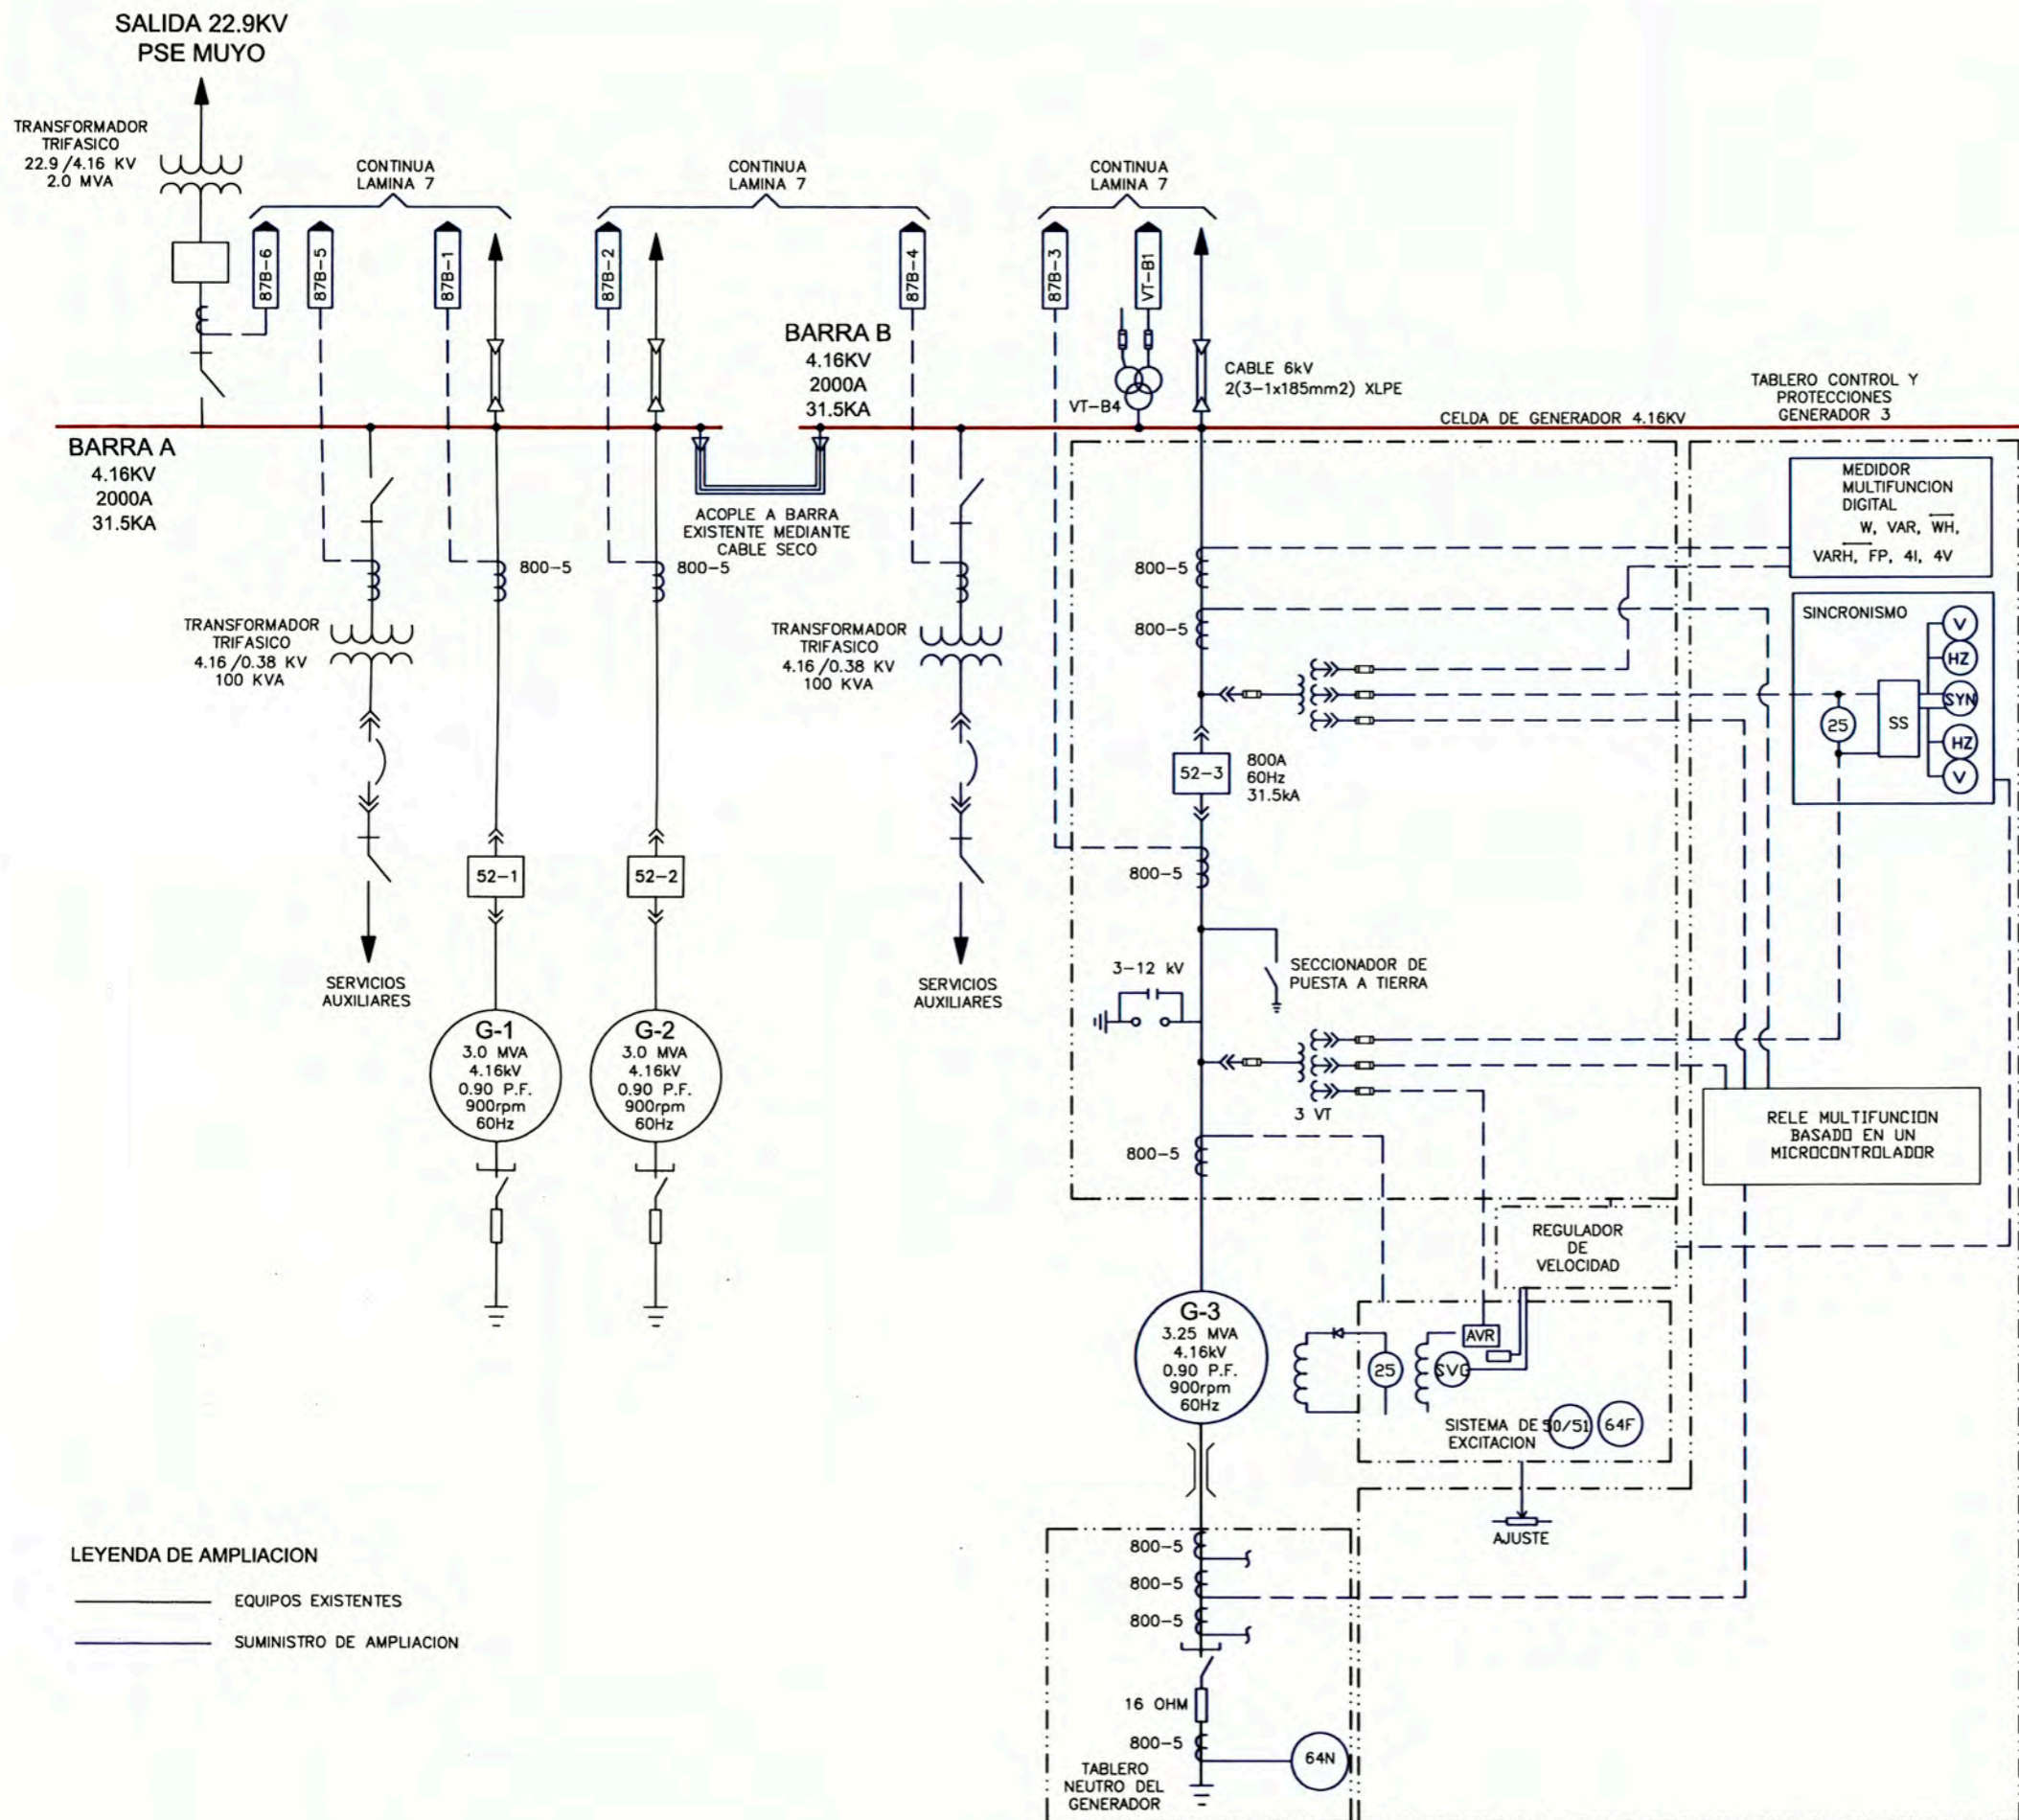 SALIDA 22.9KV
PSE MUYO
TRANSFORMADOR
TRIFASICO
22.9 /4.16 KV
2.0 MVA
CONTINUA
LAMINA 7
CONTINUA
LAMINA 7
CONTINUA
LAMINA 7
87B-6
87B-5
87B-1
87B-2
87B-4
87B-3
VT-B1
BARRA B
4.16KV
2000A
31.5KA
VT-B4
CABLE 6kV
2(3-1x185mm2) XLPE
CELDA DE GENERADOR 4.16KV
TABLERO CONTROL Y
PROTECCIONES
GENERADOR 3
BARRA A
4.16KV
2000A
31.5KA
ACOPLE A BARRA
EXISTENTE MEDIANTE
CABLE SECO
MEDIDOR
MULTIFUNCION
DIGITAL
W, VAR, WH,
VARH, FP, 4I, 4V
800-5
800-5
800-5
800-5
SINCRONISMO
V
HZ
SYN
HZ
V
25
SS
TRANSFORMADOR
TRIFASICO
4.16 /0.38 KV
100 KVA
TRANSFORMADOR
TRIFASICO
4.16 /0.38 KV
100 KVA
52-3
800A
60Hz
31.5kA
52-1
52-2
800-5
SERVICIOS
AUXILIARES
SERVICIOS
AUXILIARES
3-12 kV
SECCIONADOR DE
PUESTA A TIERRA
G-1
3.0 MVA
4.16kV
0.90 P.F.
900rpm
60Hz
G-2
3.0 MVA
4.16kV
0.90 P.F.
900rpm
60Hz
3 VT
800-5
RELE MULTIFUNCION
BASADO EN UN
MICROCONTROLADOR
REGULADOR
DE
VELOCIDAD
G-3
3.25 MVA
4.16kV
0.90 P.F.
900rpm
60Hz
25
AVR
SVG
SISTEMA DE
EXCITACION
50/51
64F
AJUSTE
LEYENDA DE AMPLIACION
EQUIPOS EXISTENTES
SUMINISTRO DE AMPLIACION
800-5
800-5
800-5
16 OHM
800-5
64N
TABLERO
NEUTRO DEL
GENERADOR